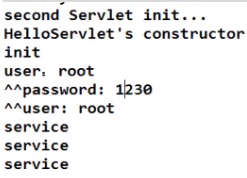 second Servlet init...
HelloServlet's constructor
init
user: root
^^password: 1230
^^user: root
service
service
service